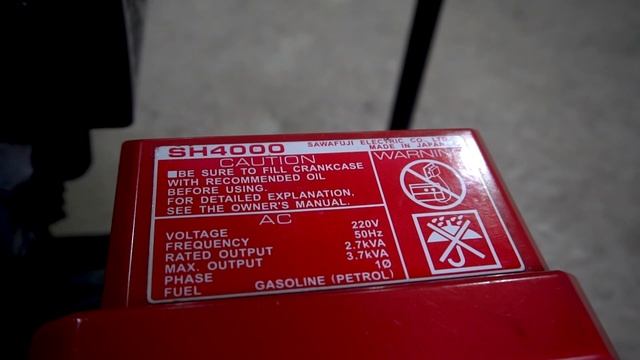 SH4000
SAWAFUJI ELECTRIC CO., LTD.
MADE IN JAPAN
CAUTION
■BE SURE TO FILL CRANKCASE
WITH RECOMMENDED OIL
BEFORE USING.
FOR DETAILED EXPLANATION,
SEE THE OWNER'S MANUAL.
WARNING
AC
VOLTAGE 220V
FREQUENCY 50Hz
RATED OUTPUT 2.7kVA
MAX. OUTPUT 3.7kVA
PHASE 1Ø
FUEL GASOLINE (PETROL)